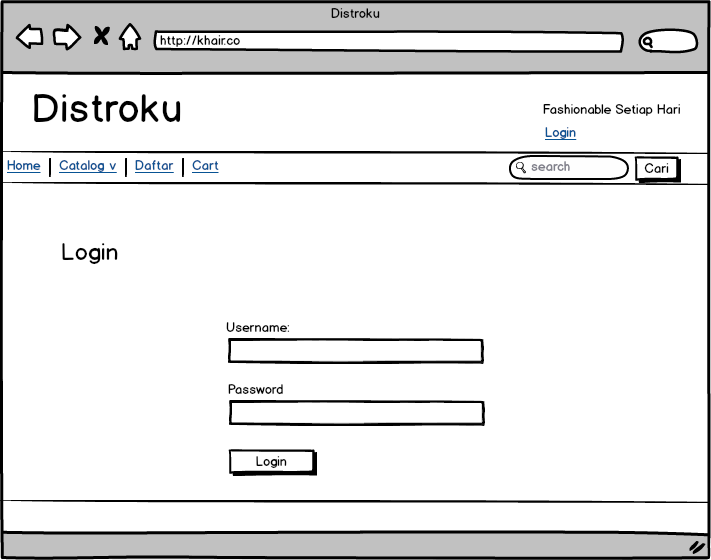 Distroku
http://khair.co
Distroku
Fashionable Setiap Hari
Login
Home Catalog v Daftar Cart
search Cari
Login
Username:
Password
Login